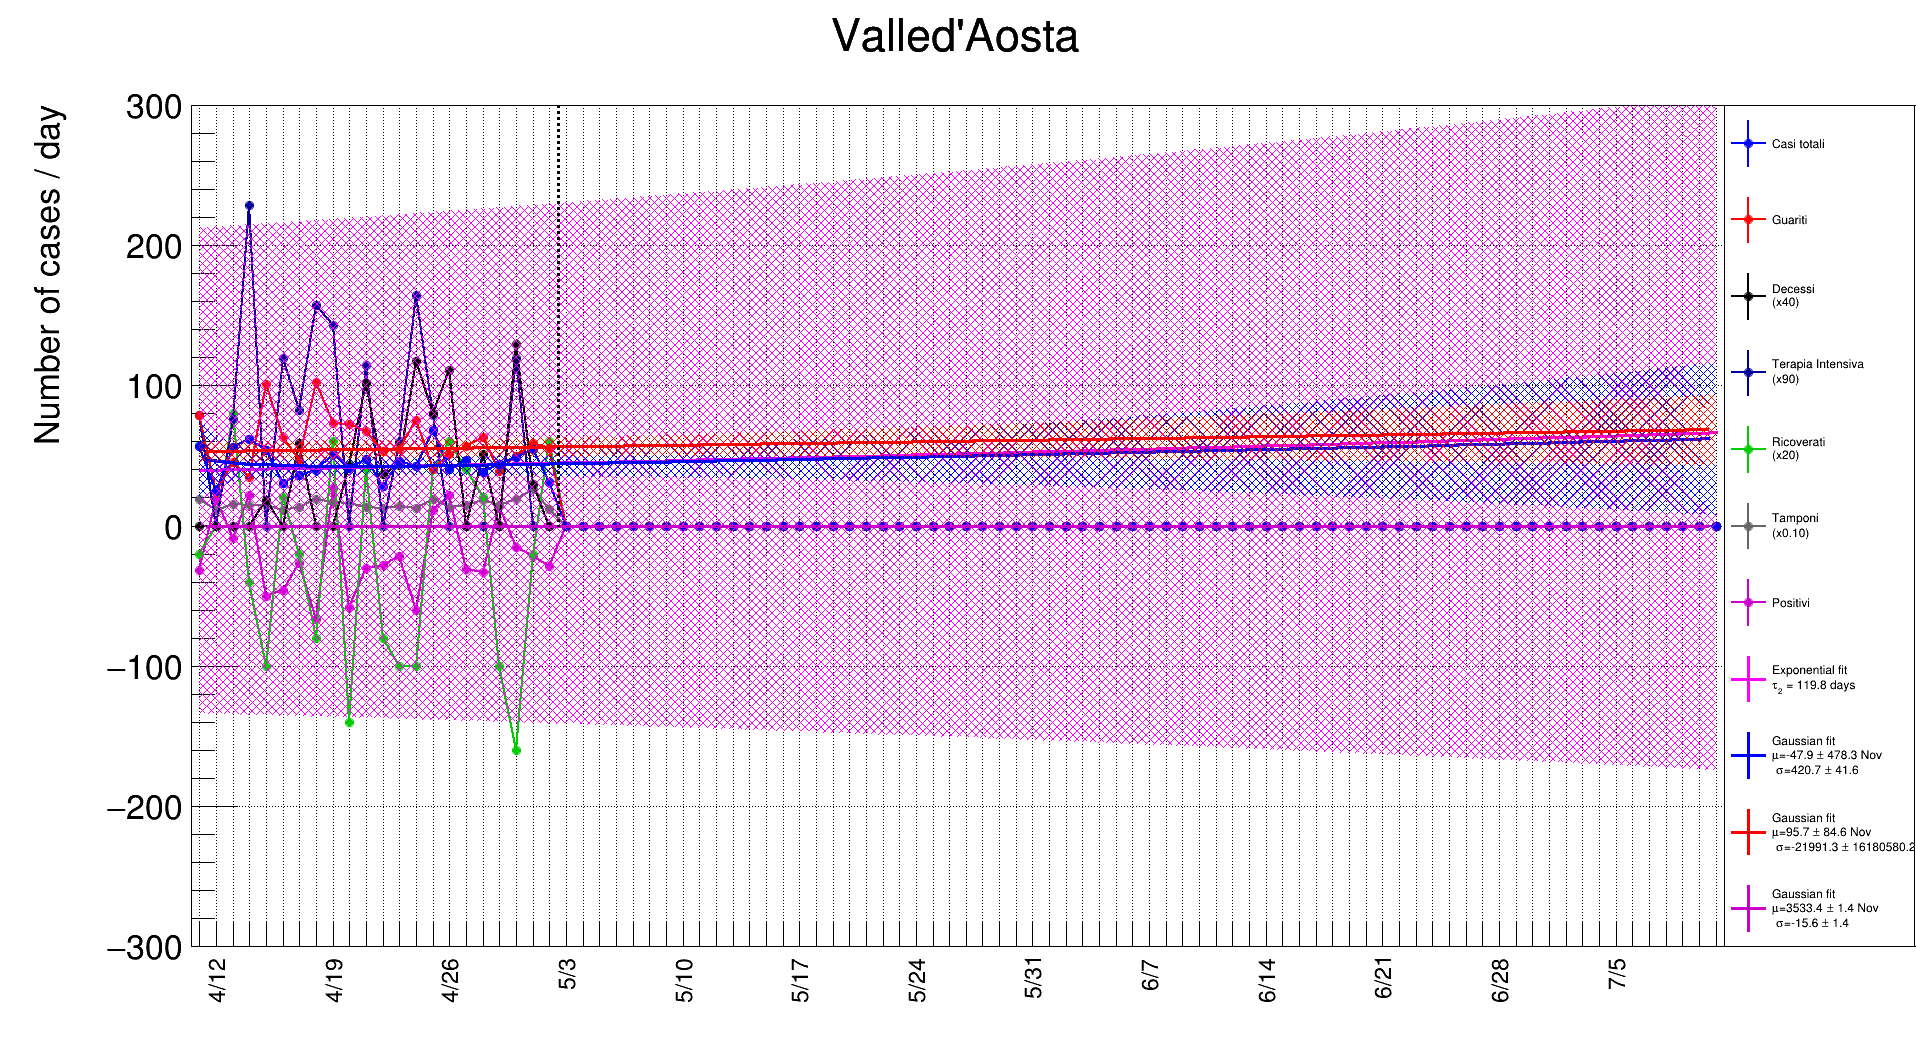 Valled'Aosta
Number of cases / day
300
200
100
0
−100
−200
−300
4/12
4/19
4/26
5/3
5/10
5/17
5/24
5/31
6/7
6/14
6/21
6/28
7/5
Casi totali
Guariti
Decessi
(x40)
Terapia Intensiva
(x90)
Ricoverati
(x20)
Tamponi
(x0.10)
Positivi
Exponential fit
τ2 = 119.8 days
Gaussian fit
μ=-47.9 ± 478.3 Nov
σ=420.7 ± 41.6
Gaussian fit
μ=95.7 ± 84.6 Nov
σ=-21991.3 ± 16180580.2
Gaussian fit
μ=3533.4 ± 1.4 Nov
σ=-15.6 ± 1.4